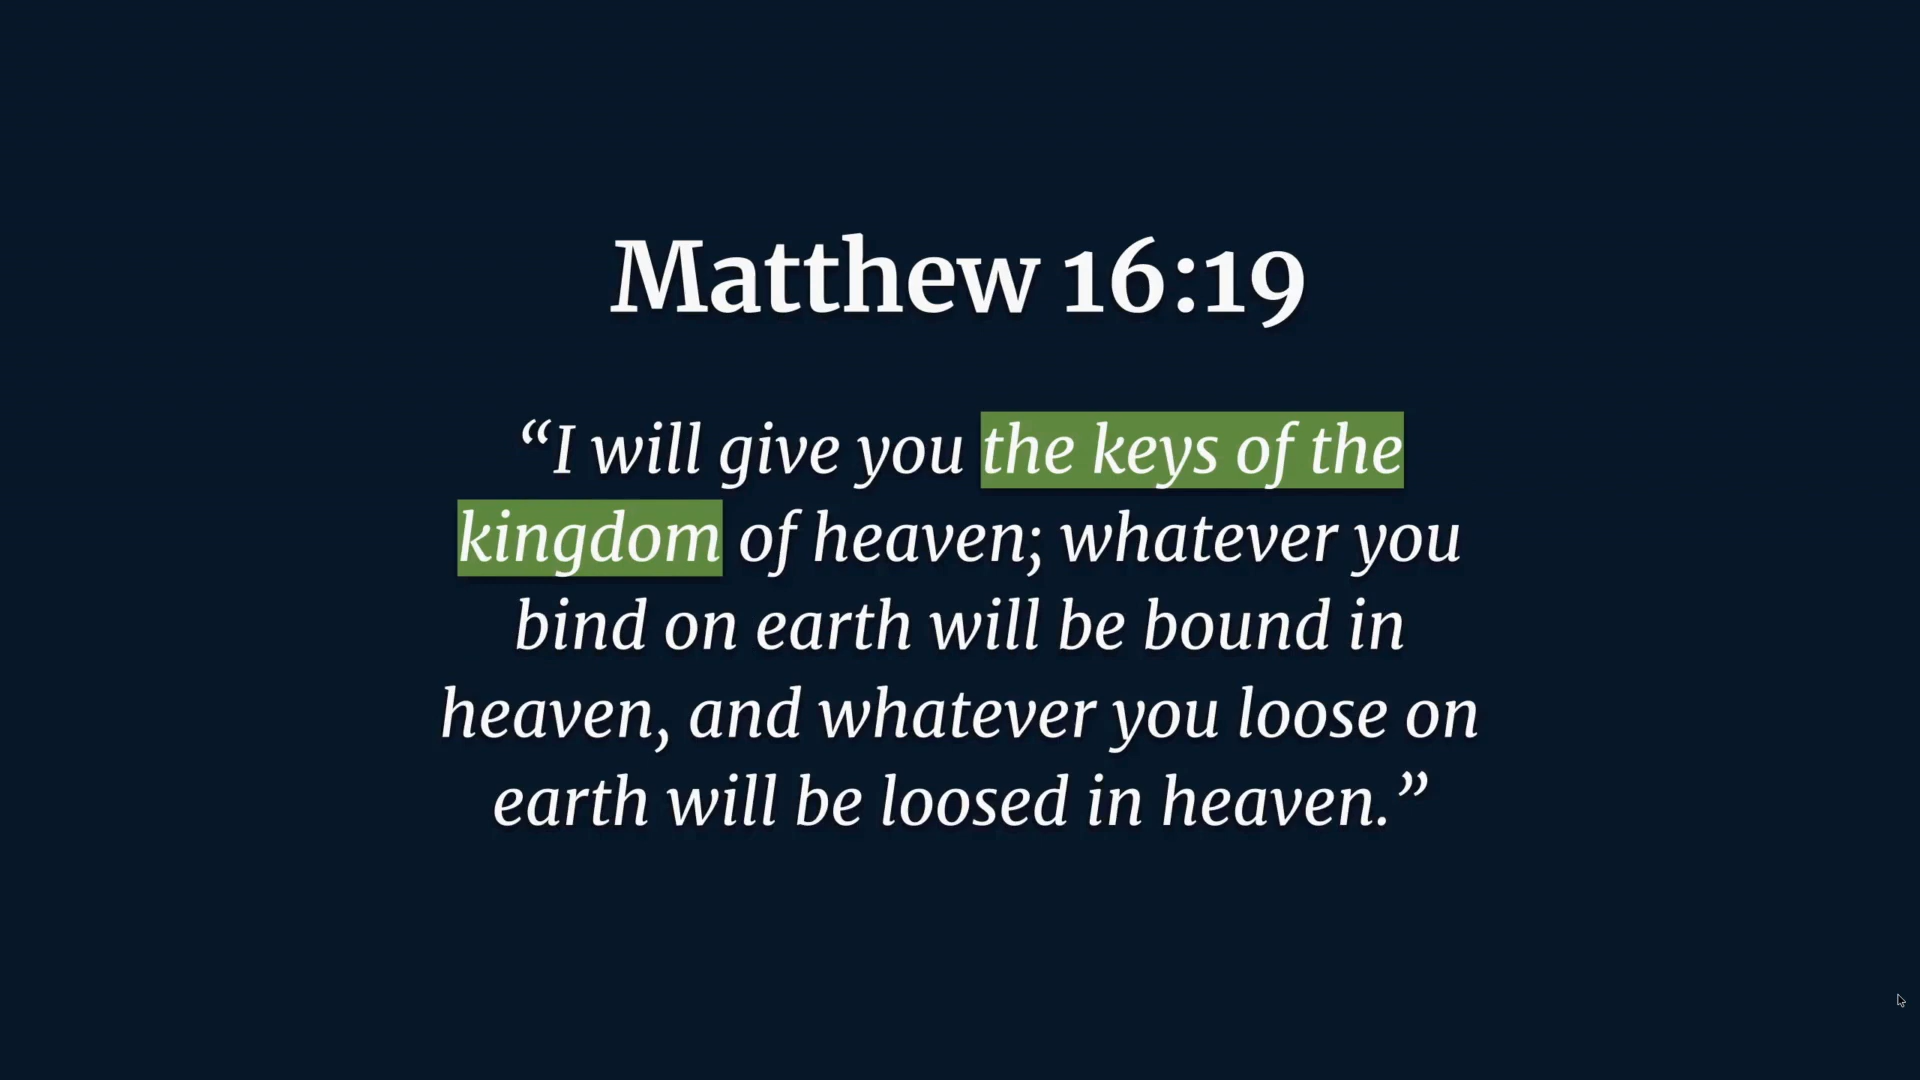 Matthew 16:19
“I will give you the keys of the
kingdom of heaven; whatever you
bind on earth will be bound in
heaven, and whatever you loose on
earth will be loosed in heaven.”